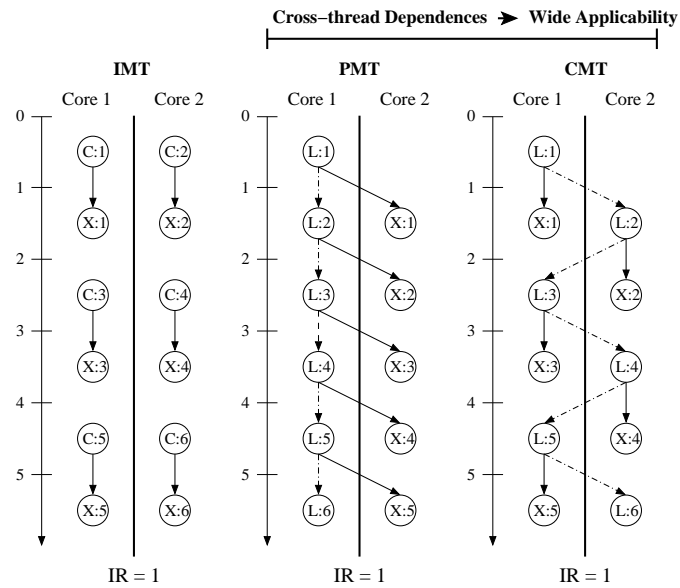 Cross-thread Dependences Wide Applicability
IMT PMT CMT
Core 1 Core 2 Core 1 Core 2 Core 1 Core 2
0 0 0
C:1 C:2 L:1 L:1
1 1 1
X:1 X:2 L:2 X:1 X:1 L:2
2 2 2
C:3 C:4 L:3 X:2 L:3 X:2
3 3 3
X:3 X:4 L:4 X:3 X:3 L:4
4 4 4
C:5 C:6 L:5 X:4 L:5 X:4
5 5 5
X:5 X:6 L:6 X:5 X:5 L:6
IR = 1 IR = 1 IR = 1